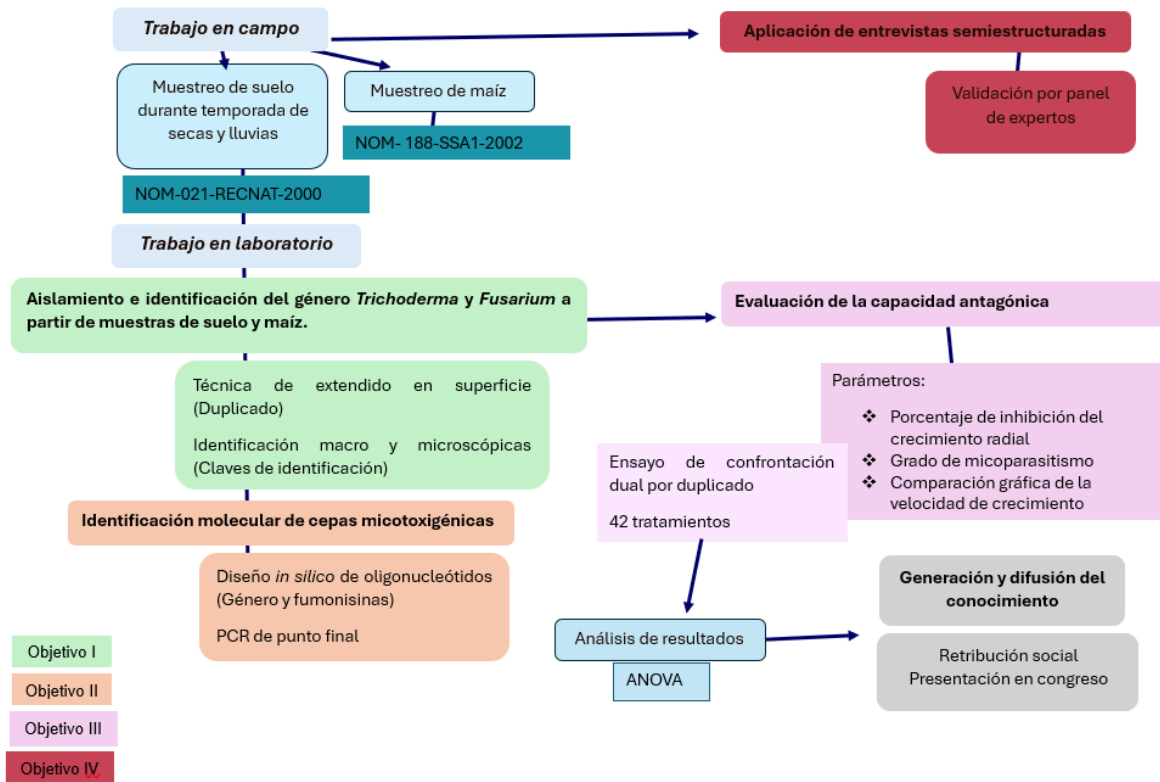 Trabajo en campo
Aplicación de entrevistas semiestructuradas
Muestreo de suelo
durante temporada de
secas y lluvias
Muestreo de maíz
Validación por panel
de expertos
NOM- 188-SSA1-2002
NOM-021-RECNAT-2000
Trabajo en laboratorio
Aislamiento e identificación del género Trichoderma y Fusarium a
partir de muestras de suelo y maíz.
Evaluación de la capacidad antagónica
Técnica de extendido en superficie
(Duplicado)
Identificación macro y microscópicas
(Claves de identificación)
Parámetros:
❖ Porcentaje de inhibición del
crecimiento radial
❖ Grado de micoparasitismo
❖ Comparación gráfica de la
velocidad de crecimiento
Ensayo de confrontación
dual por duplicado
42 tratamientos
Identificación molecular de cepas micotoxigénicas
Diseño in silico de oligonucleótidos
(Género y fumonisinas)
PCR de punto final
Generación y difusión del
conocimiento
Análisis de resultados
ANOVA
Retribución social
Presentación en congreso
Objetivo I
Objetivo II
Objetivo III
Objetivo IV